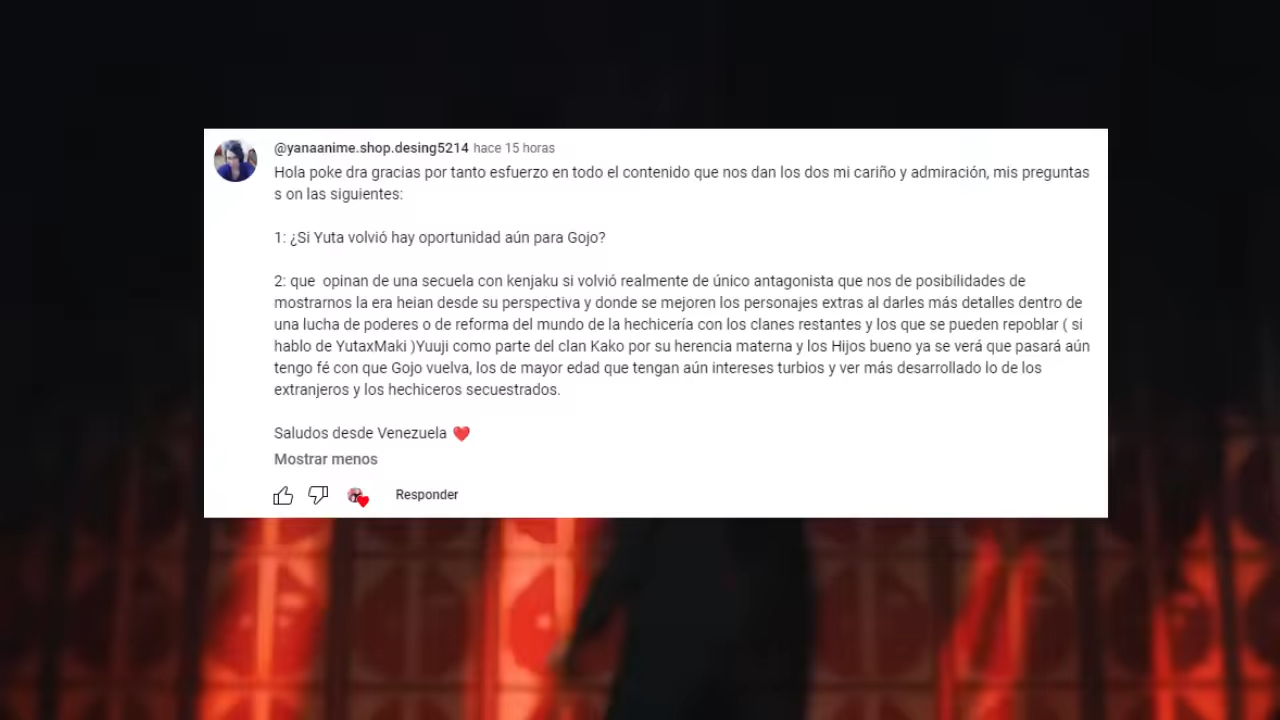 @yanaanime.shop.desing5214 hace 15 horas
Hola poke dra gracias por tanto esfuerzo en todo el contenido que nos dan los dos mi cariño y admiración, mis preguntas
s on las siguientes:
1: ¿Si Yuta volvió hay oportunidad aún para Gojo?
2: que  opinan de una secuela con kenjaku si volvió realmente de único antagonista que nos de posibilidades de
mostrarnos la era heian desde su perspectiva y donde se mejoren los personajes extras al darles más detalles dentro de
una lucha de poderes o de reforma del mundo de la hechicería con los clanes restantes y los que se pueden repoblar ( si
hablo de YutaxMaki )Yuuji como parte del clan Kako por su herencia materna y los Hijos bueno ya se verá que pasará aún
tengo fé con que Gojo vuelva, los de mayor edad que tengan aún intereses turbios y ver más desarrollado lo de los
extranjeros y los hechiceros secuestrados.
Saludos desde Venezuela ❤️
Mostrar menos
Responder